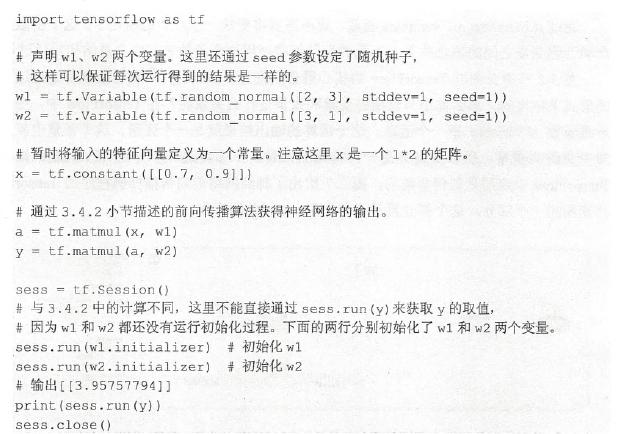 import tensorflow as tf
# 声明 w1、w2 两个变量。这里还通过 seed 参数设定了随机种子,
# 这样可以保证每次运行得到的结果是一样的。
w1 = tf.Variable(tf.random_normal([2, 3], stddev=1, seed=1))
w2 = tf.Variable(tf.random_normal([3, 1], stddev=1, seed=1))
# 暂时将输入的特征向量定义为一个常量。注意这里 x 是一个 1*2 的矩阵。
x = tf.constant([[0.7, 0.9]])
# 通过 3.4.2 小节描述的前向传播算法获得神经网络的输出。
a = tf.matmul(x, w1)
y = tf.matmul(a, w2)
sess = tf.Session()
# 与 3.4.2 中的计算不同，这里不能直接通过 sess.run(y)来获取 y 的取值,
# 因为 w1 和 w2 都还没有运行初始化过程。下面的两行分别初始化了 w1 和 w2 两个变量。
sess.run(w1.initializer) # 初始化 w1
sess.run(w2.initializer) # 初始化 w2
# 输出[[3.95757794]]
print(sess.run(y))
sess.close()